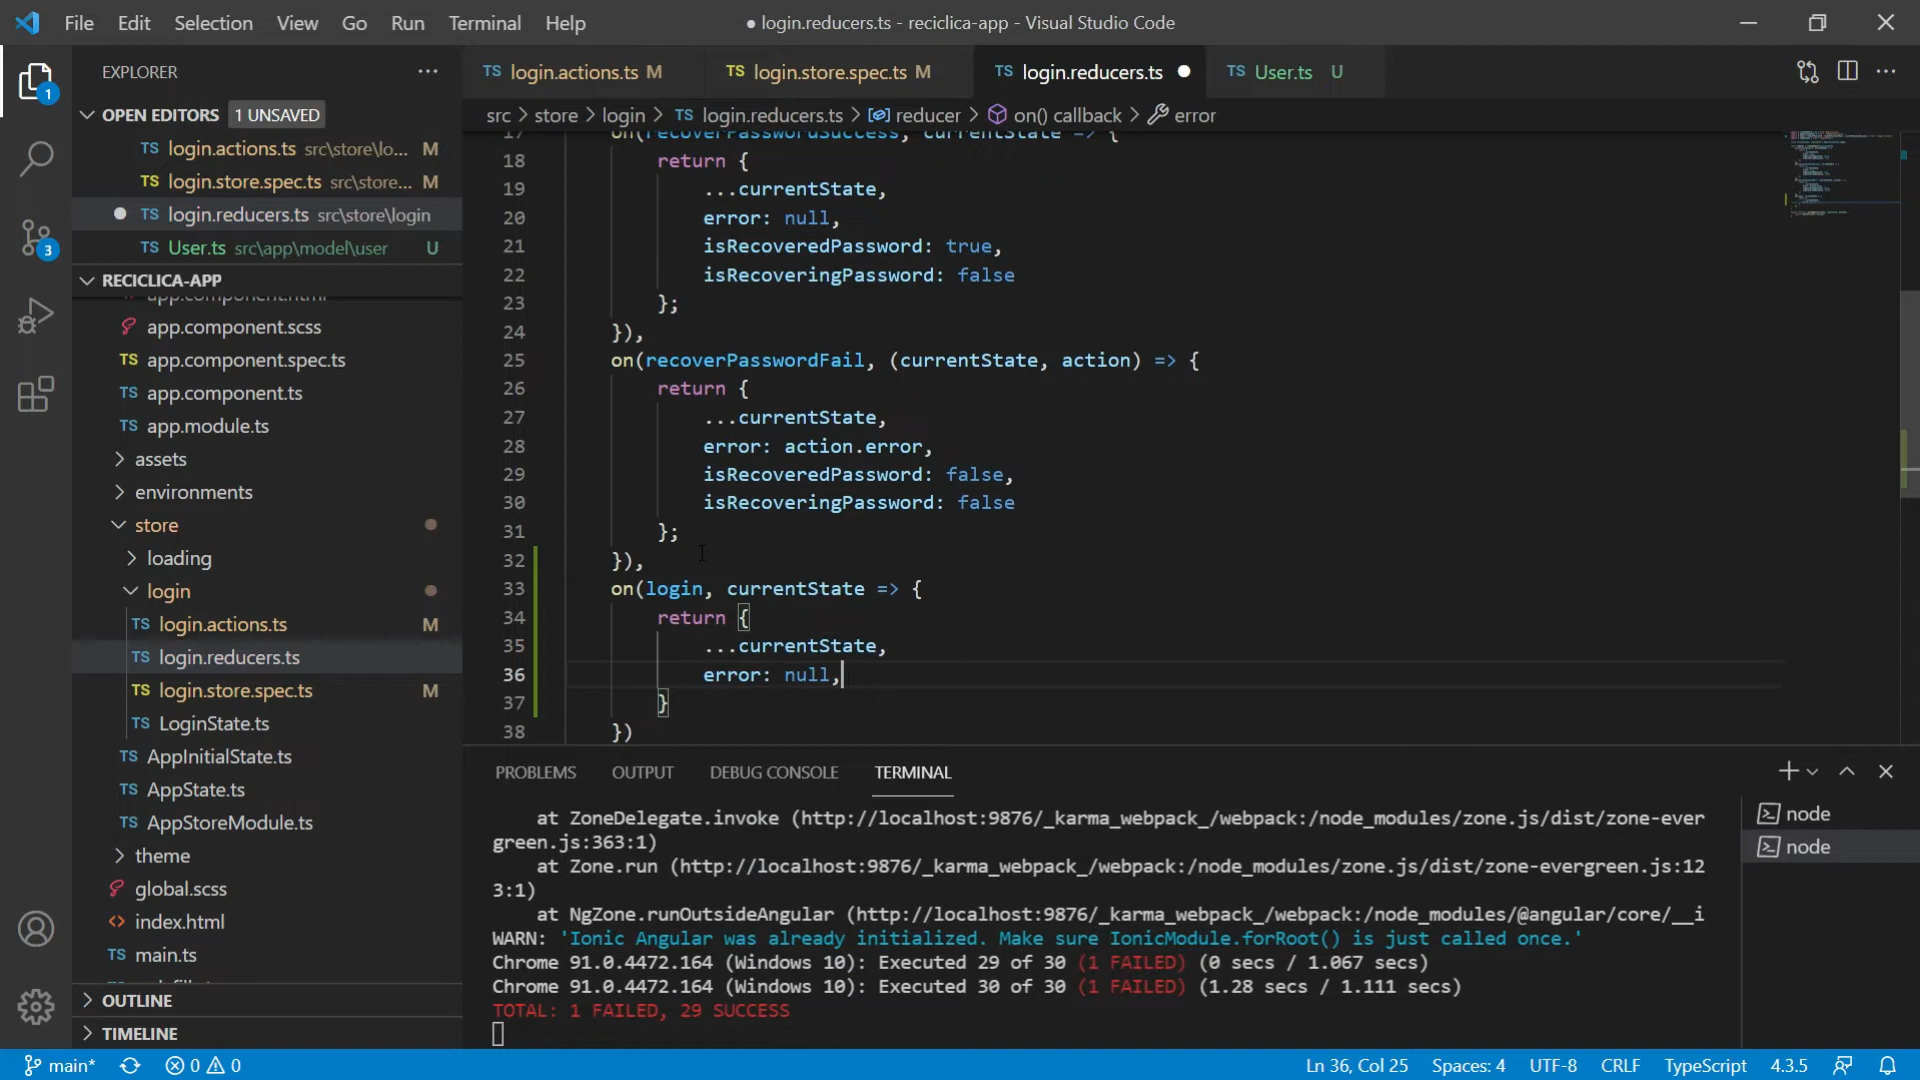 File Edit Selection View Go Run Terminal Help
● login.reducers.ts - reciclica-app - Visual Studio Code
EXPLORER
OPEN EDITORS 1 UNSAVED
TS login.actions.ts src\store\lo... M
TS login.store.spec.ts src\store... M
● TS login.reducers.ts src\store\login
TS User.ts src\app\model\user U
RECICLICA-APP
app.component.html
app.component.scss
TS app.component.spec.ts
TS app.component.ts
TS app.module.ts
assets
environments
store
loading
login
TS login.actions.ts M
TS login.reducers.ts
TS login.store.spec.ts M
TS LoginState.ts
TS AppInitialState.ts
TS AppState.ts
TS AppStoreModule.ts
theme
global.scss
<> index.html
TS main.ts
OUTLINE
TIMELINE
1
3
TS login.actions.ts M
TS login.store.spec.ts M
TS login.reducers.ts ●
TS User.ts U
src > store > login > TS login.reducers.ts > reducer > on() callback > error
17 on(recoverPasswordSuccess, currentState => {
18 return {
19 ...currentState,
20 error: null,
21 isRecoveredPassword: true,
22 isRecoveringPassword: false
23 };
24 }),
25 on(recoverPasswordFail, (currentState, action) => {
26 return {
27 ...currentState,
28 error: action.error,
29 isRecoveredPassword: false,
30 isRecoveringPassword: false
31 };
32 }),
33 on(login, currentState => {
34 return {
35 ...currentState,
36 error: null,
37 }
38 })
PROBLEMS OUTPUT DEBUG CONSOLE TERMINAL
at ZoneDelegate.invoke (http://localhost:9876/_karma_webpack_/webpack:/node_modules/zone.js/dist/zone-ever
green.js:363:1)
at Zone.run (http://localhost:9876/_karma_webpack_/webpack:/node_modules/zone.js/dist/zone-evergreen.js:12
3:1)
at NgZone.runOutsideAngular (http://localhost:9876/_karma_webpack_/webpack:/node_modules/@angular/core/__i
WARN: 'Ionic Angular was already initialized. Make sure IonicModule.forRoot() is just called once.'
Chrome 91.0.4472.164 (Windows 10): Executed 29 of 30 (1 FAILED) (0 secs / 1.067 secs)
Chrome 91.0.4472.164 (Windows 10): Executed 30 of 30 (1 FAILED) (1.28 secs / 1.111 secs)
TOTAL: 1 FAILED, 29 SUCCESS
node
node
main* 0 0 Ln 36, Col 25 Spaces: 4 UTF-8 CRLF TypeScript 4.3.5